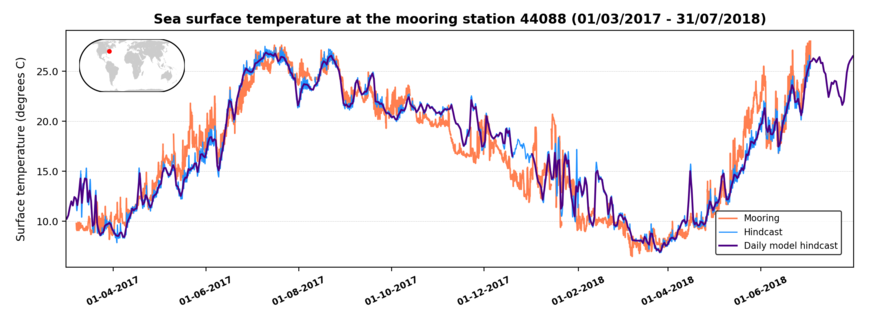 Sea surface temperature at the mooring station 44088 (01/03/2017 - 31/07/2018)
Surface temperature (degrees C)
25.0
20.0
15.0
10.0
Mooring
Hindcast
Daily model hindcast
01-04-2017
01-06-2017
01-08-2017
01-10-2017
01-12-2017
01-02-2018
01-04-2018
01-06-2018